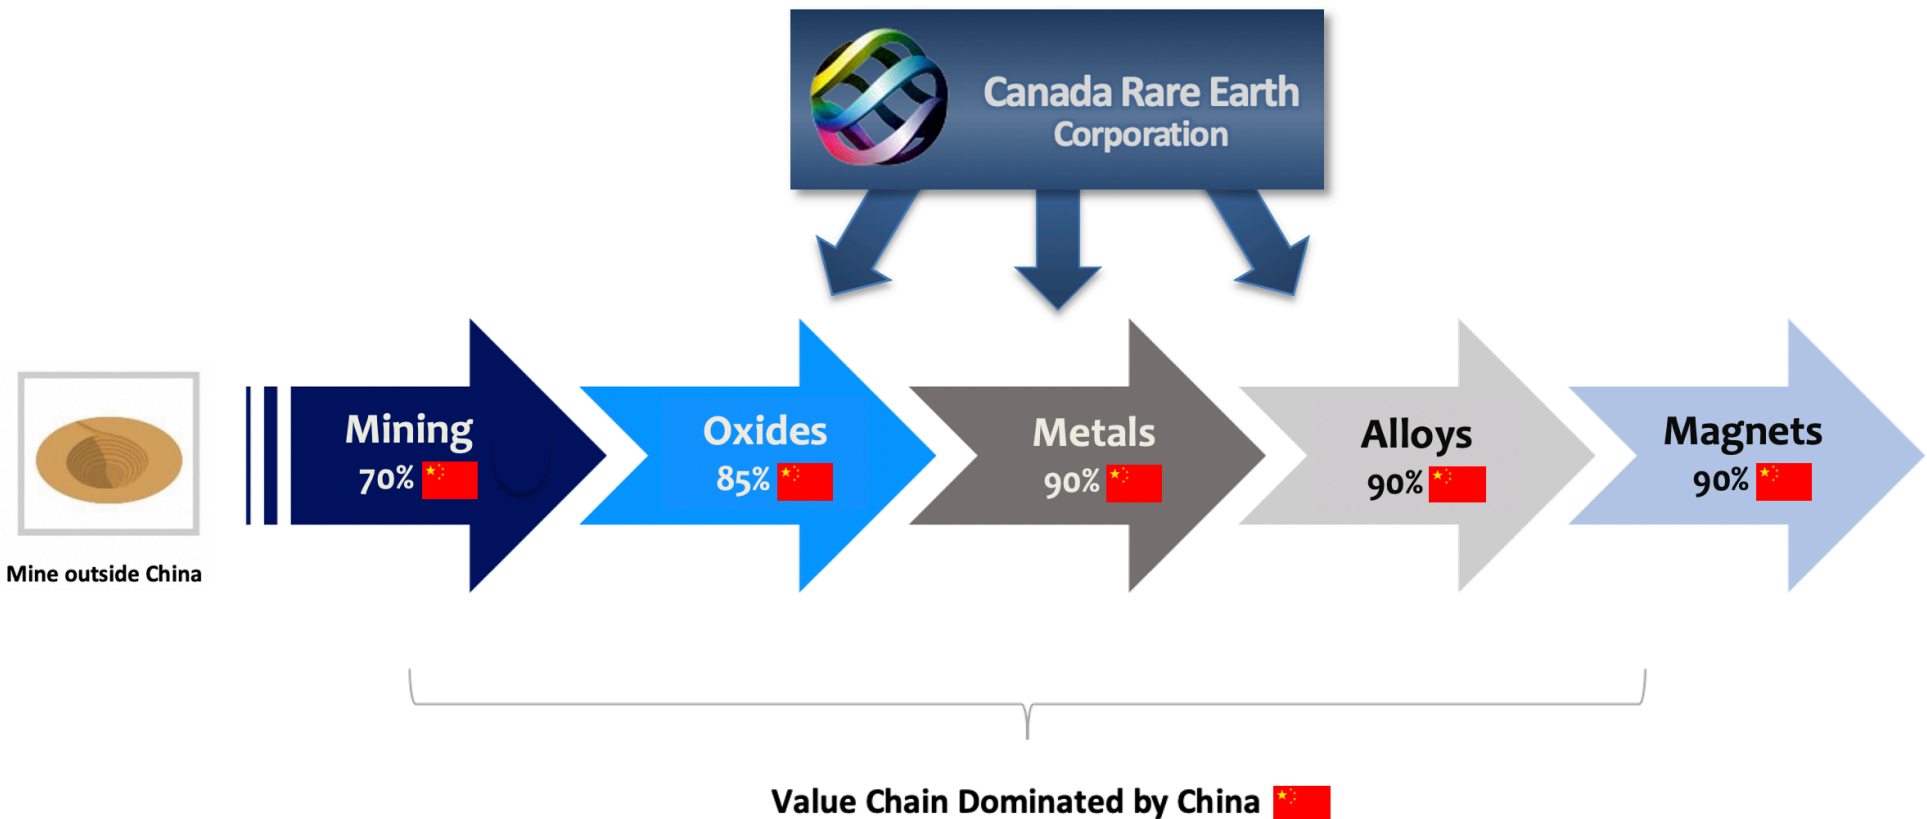 Canada Rare Earth
Corporation
Mining
70%
Oxides
85%
Metals
90%
Alloys
90%
Magnets
90%
Mine outside China
Value Chain Dominated by China